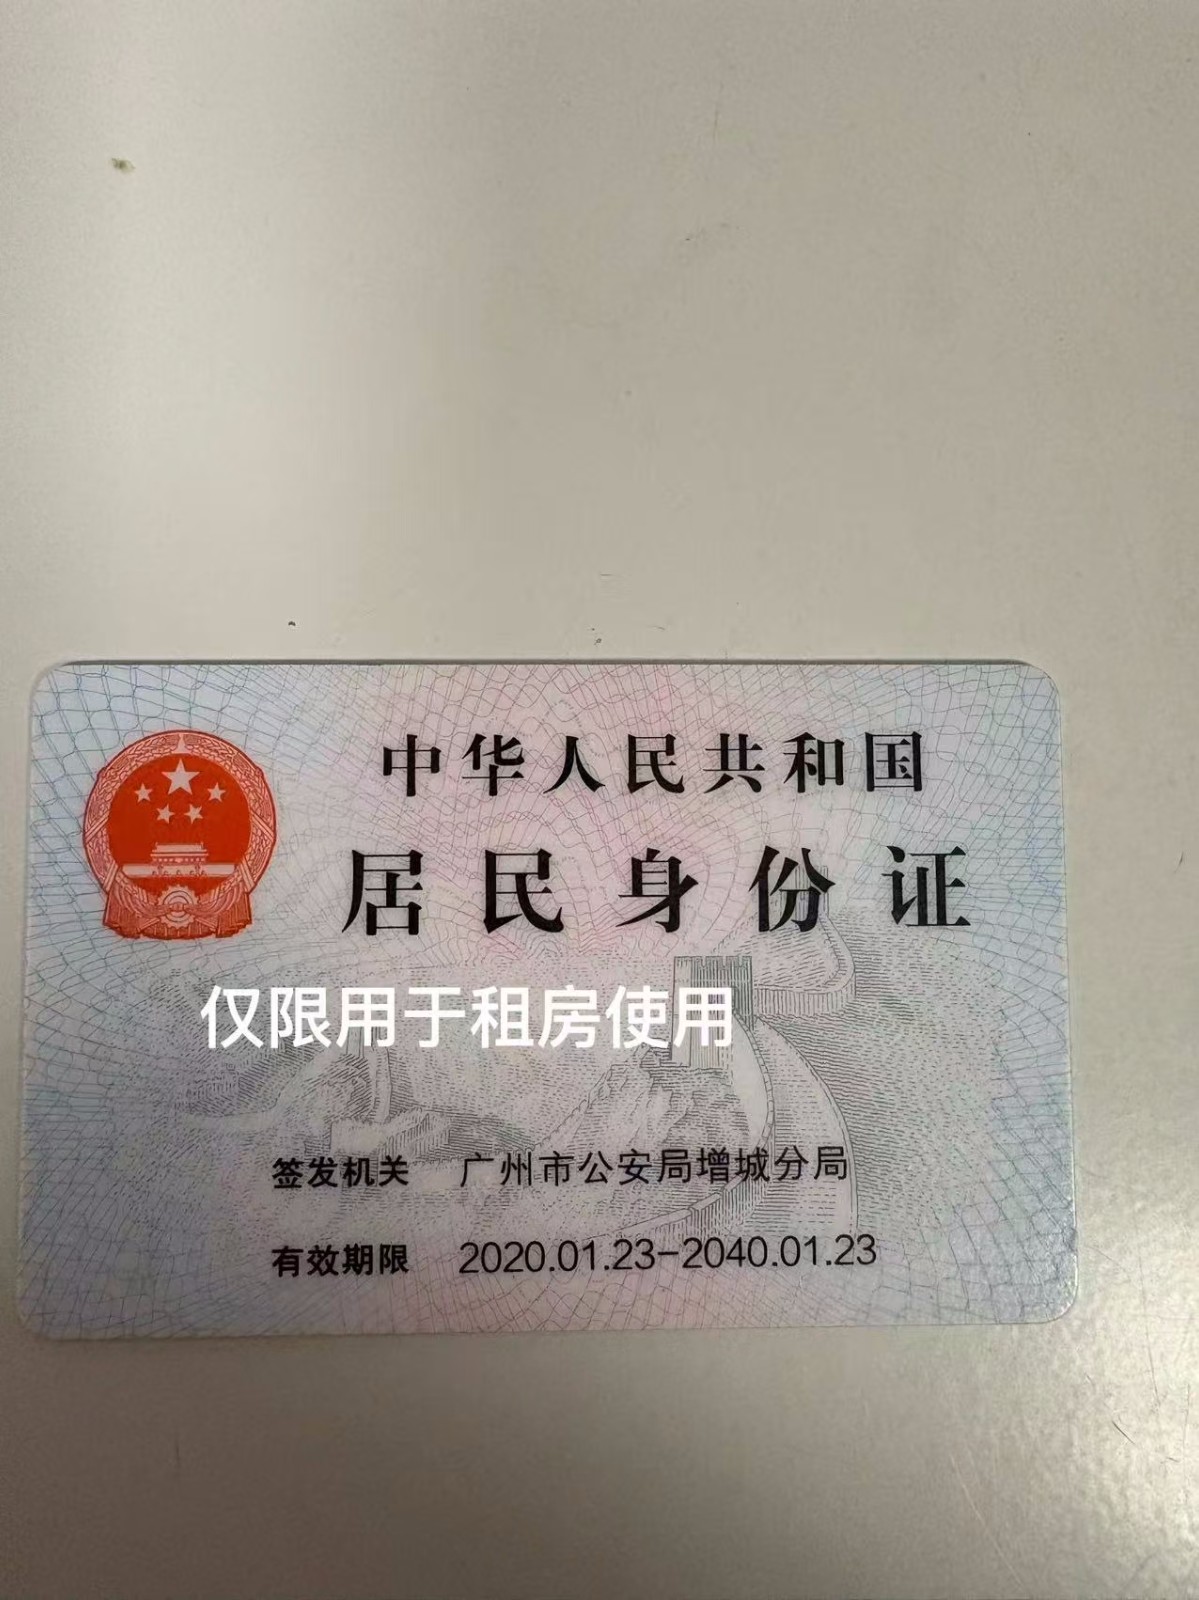 中华人民共和国
居民身份证
仅限用于租房使用
签发机关 广州市公安局增城分局
有效期限 2020.01.23-2040.01.23